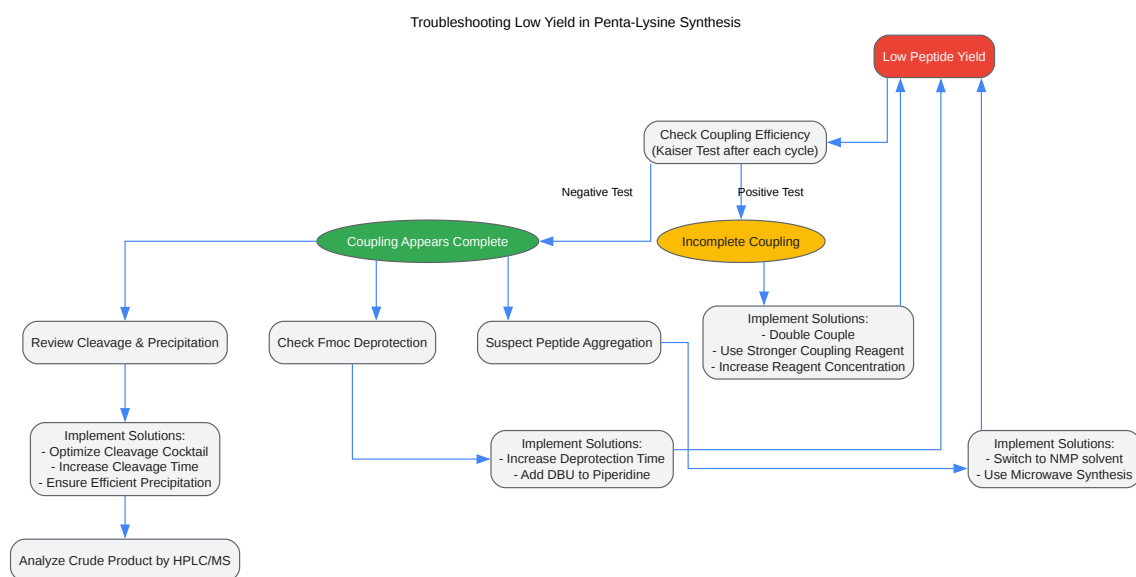 Troubleshooting Low Yield in Penta-Lysine Synthesis
Low Peptide Yield
Check Coupling Efficiency
(Kaiser Test after each cycle)
Negative Test
Positive Test
Coupling Appears Complete
Incomplete Coupling
Review Cleavage & Precipitation
Check Fmoc Deprotection
Suspect Peptide Aggregation
Implement Solutions:
- Double Couple
- Use Stronger Coupling Reagent
- Increase Reagent Concentration
Implement Solutions:
- Optimize Cleavage Cocktail
- Increase Cleavage Time
- Ensure Efficient Precipitation
Implement Solutions:
- Increase Deprotection Time
- Add DBU to Piperidine
Implement Solutions:
- Switch to NMP solvent
- Use Microwave Synthesis
Analyze Crude Product by HPLC/MS